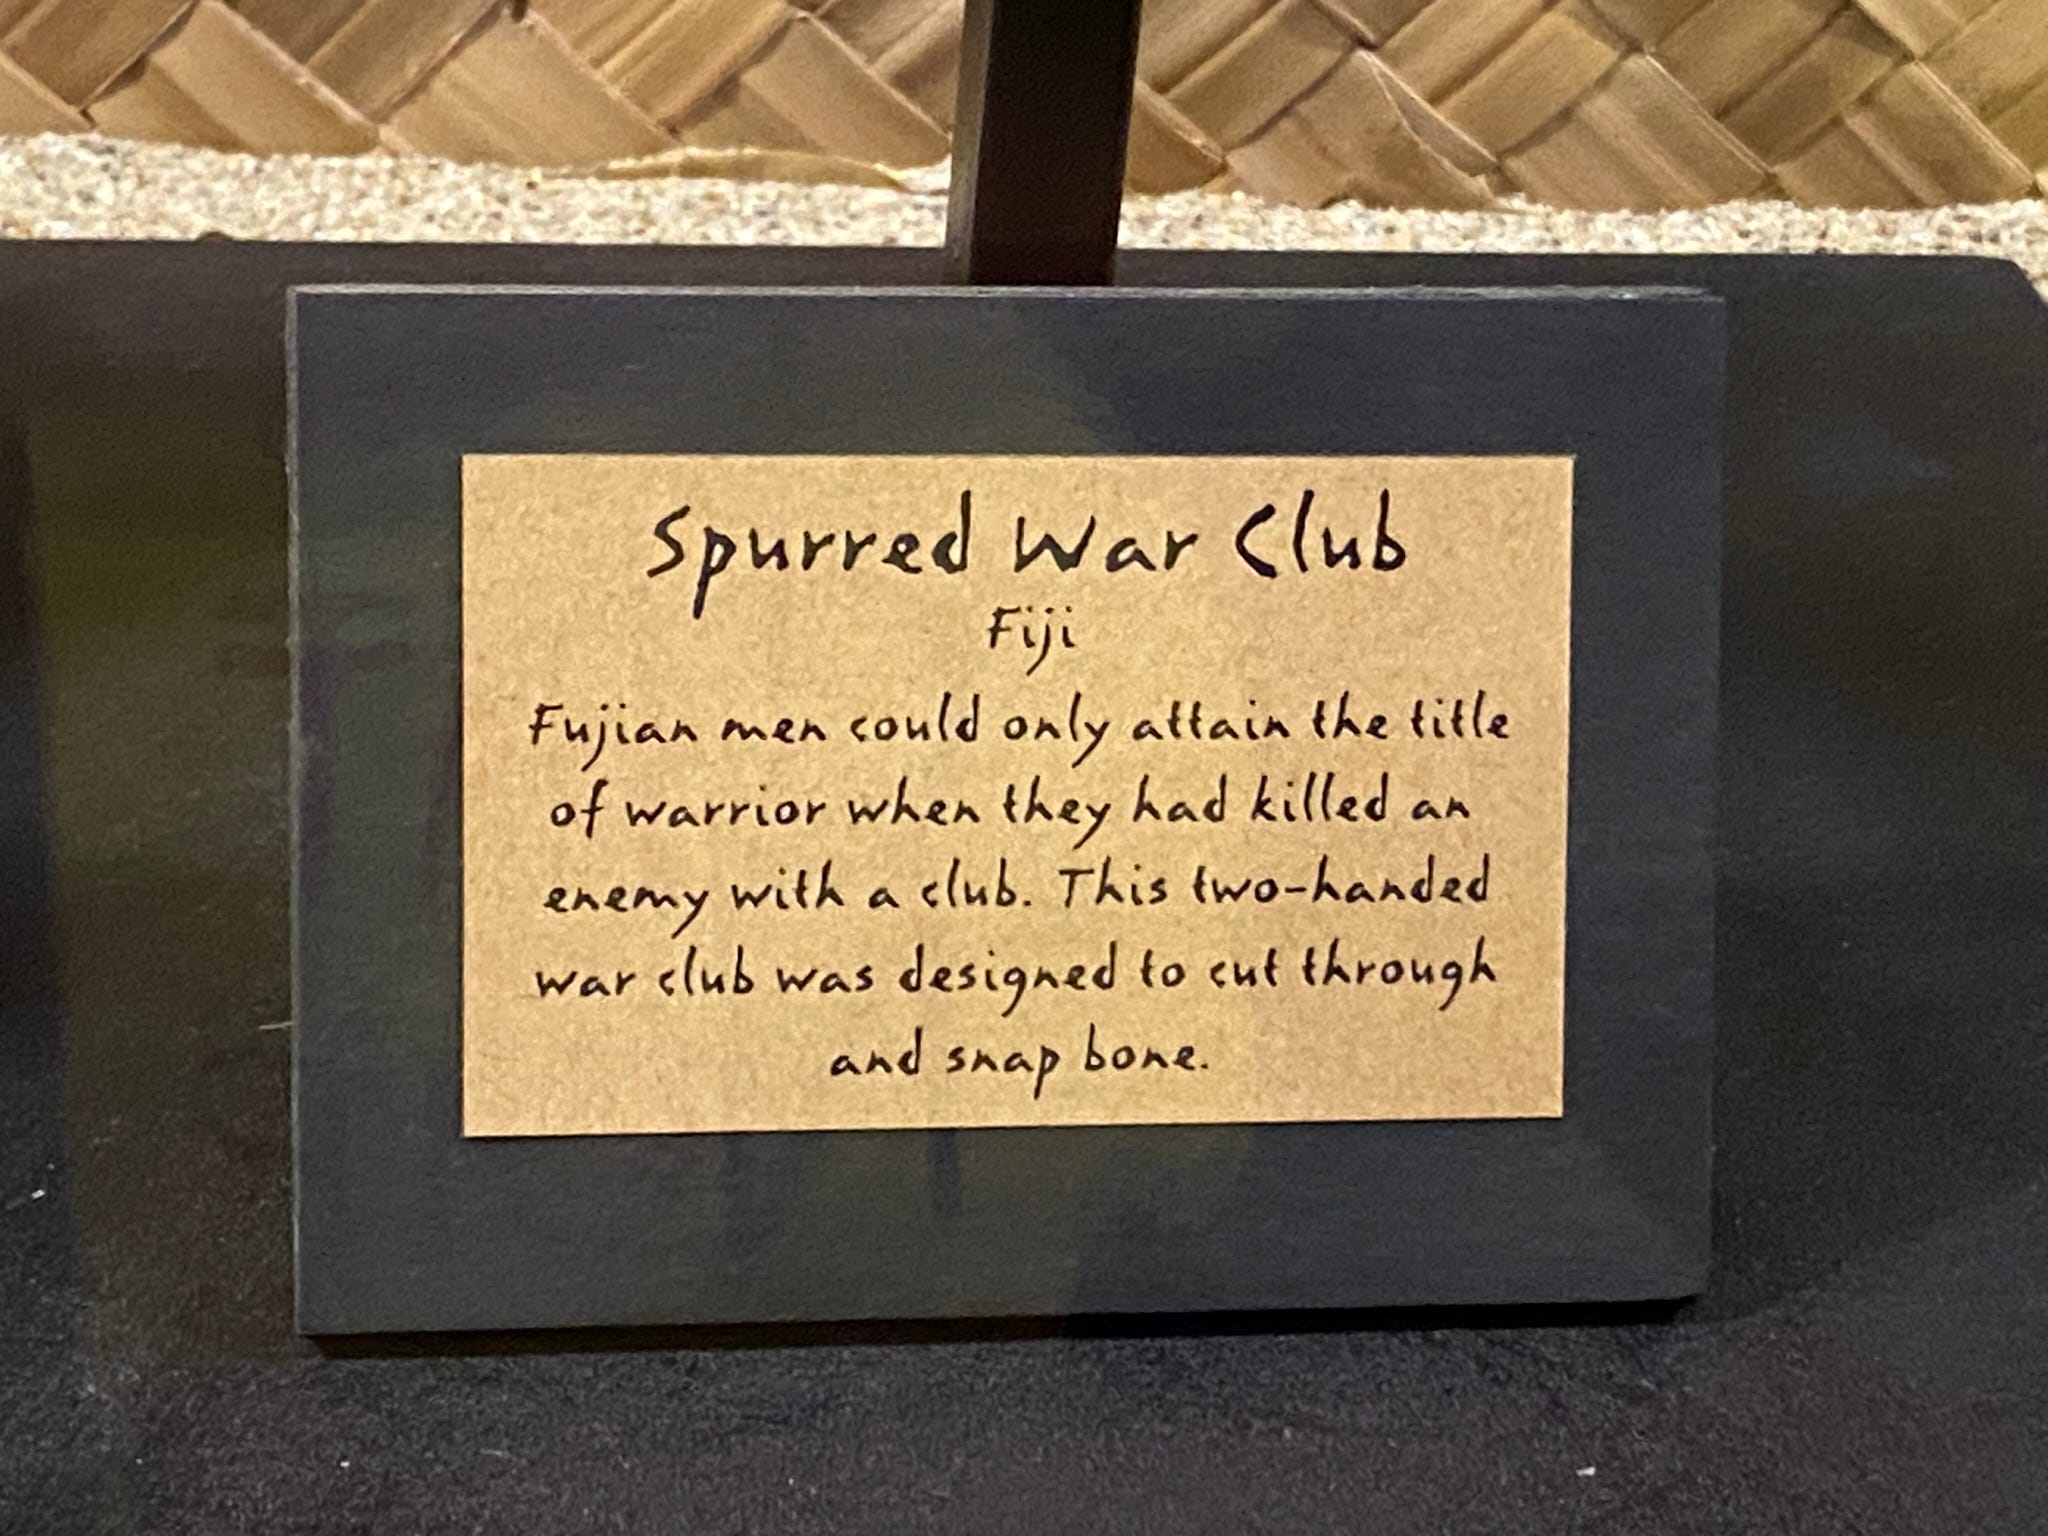 Spurred War Club
Fiji
Fujian men could only attain the title
of warrior when they had killed an
enemy with a club. This two-handed
war club was designed to cut through
and snap bone.